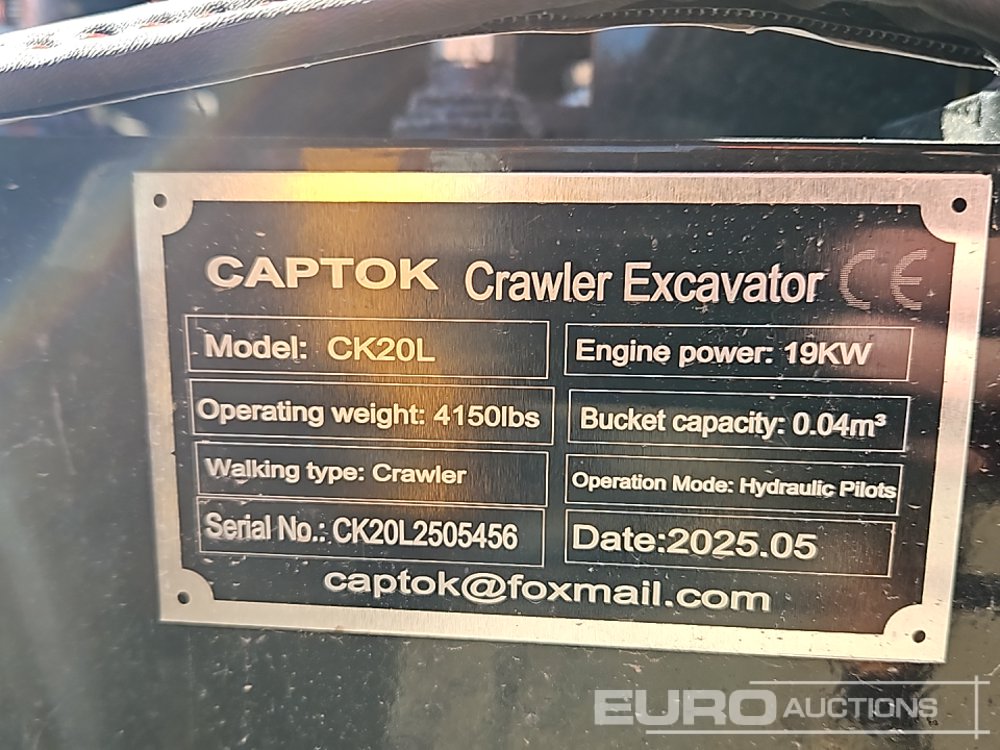 CAPTOK Crawler Excavator CE
Model: CK20L Engine power: 19KW
Operating weight: 4150lbs Bucket capacity: 0.04m³
Walking type: Crawler Operation Mode: Hydraulic Pilots
Serial No.: CK20L2505456 Date:2025.05
captok@foxmail.com
EURO AUCTIONS